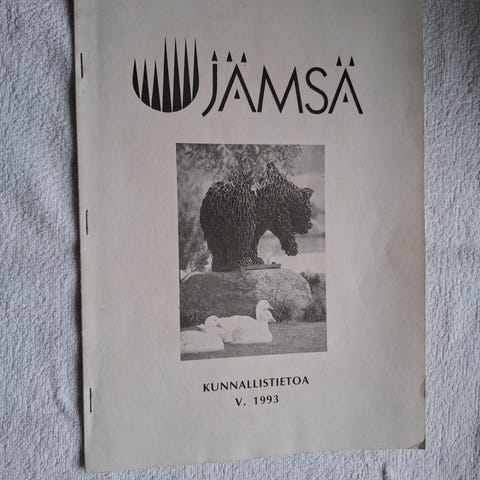 JÄMSÄ
KUNNALLISTIETOA
V. 1993